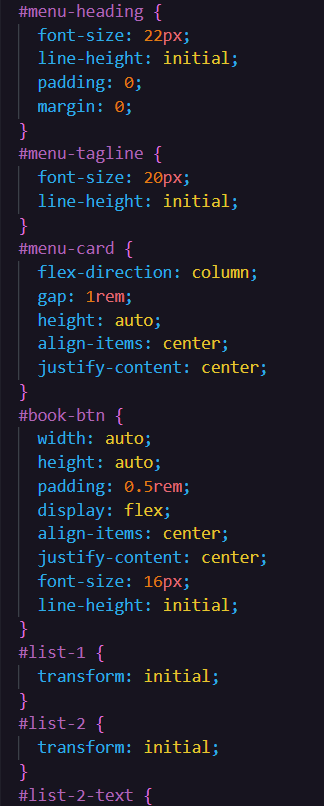 #menu-heading {
  font-size: 22px;
  line-height: initial;
  padding: 0;
  margin: 0;
}
#menu-tagline {
  font-size: 20px;
  line-height: initial;
}
#menu-card {
  flex-direction: column;
  gap: 1rem;
  height: auto;
  align-items: center;
  justify-content: center;
}
#book-btn {
  width: auto;
  height: auto;
  padding: 0.5rem;
  display: flex;
  align-items: center;
  justify-content: center;
  font-size: 16px;
  line-height: initial;
}
#list-1 {
  transform: initial;
}
#list-2 {
  transform: initial;
}
#list-2-text {